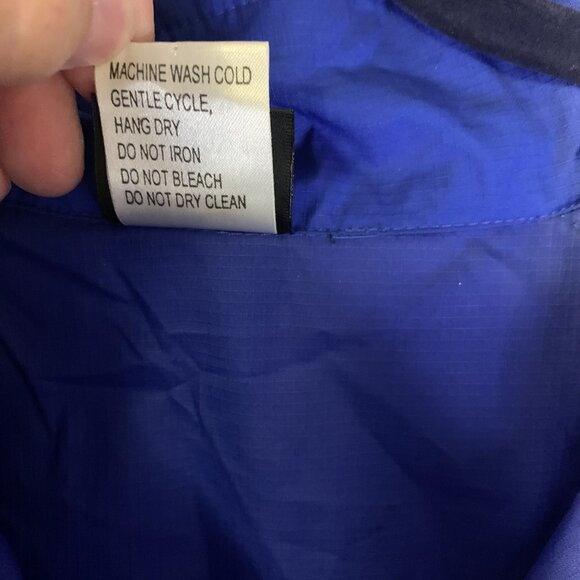 MACHINE WASH COLD
GENTLE CYCLE,
HANG DRY
DO NOT IRON
DO NOT BLEACH
DO NOT DRY CLEAN